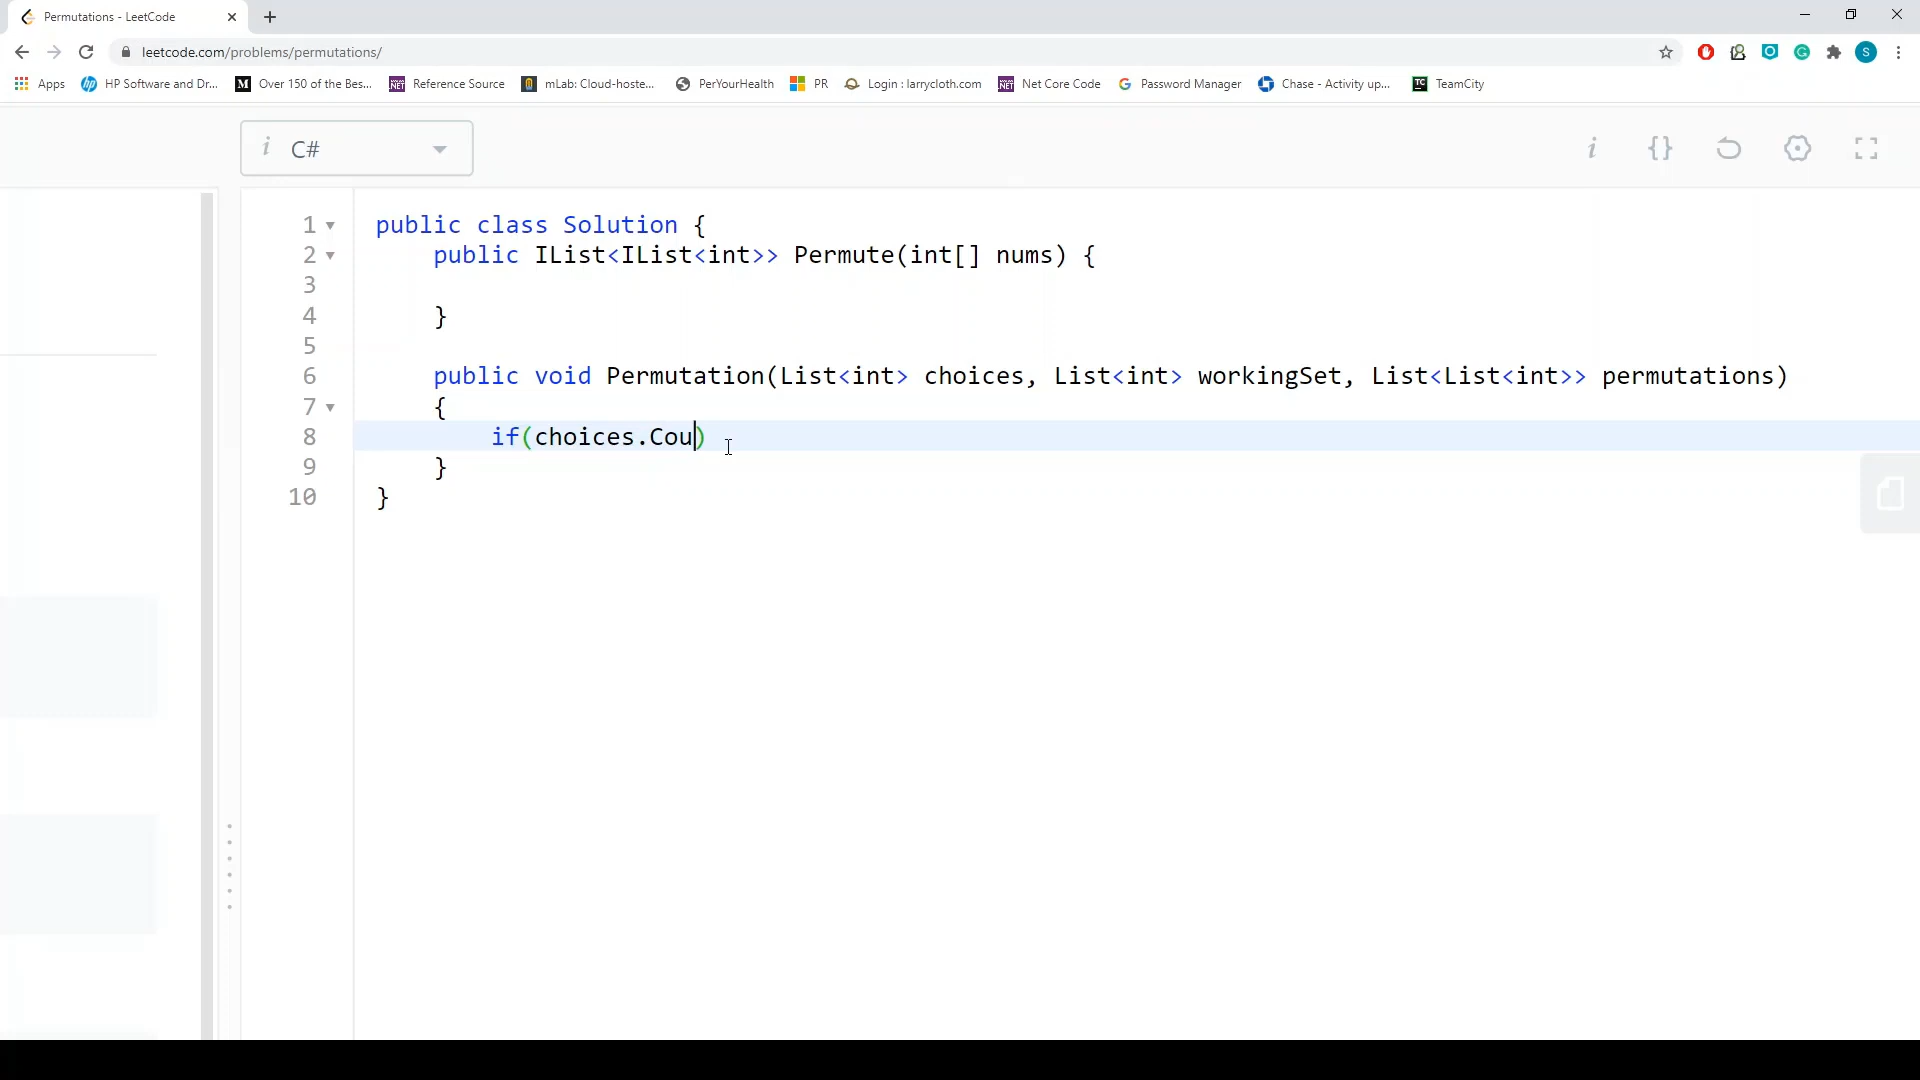 Permutations - LeetCode
leetcode.com/problems/permutations/
S
Apps HP Software and Dr... M Over 150 of the Bes... .NET Reference Source mLab: Cloud-hoste... PerYourHealth PR Login : larrycloth.com .NET Net Core Code G Password Manager Chase - Activity up... TC TeamCity
i C# i {}
1 public class Solution {
2 public IList<IList<int>> Permute(int[] nums) {
3
4 }
5
6 public void Permutation(List<int> choices, List<int> workingSet, List<List<int>> permutations)
7 {
8 if(choices.Cou)
9 }
10 }